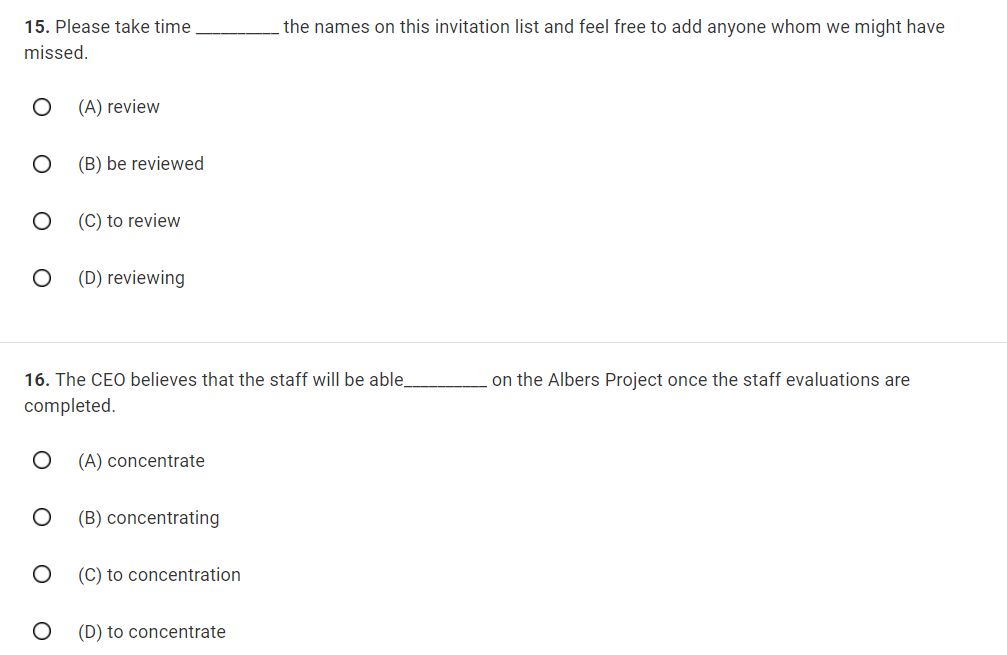 15. Please take time __________ the names on this invitation list and feel free to add anyone whom we might have
missed.
(A) review
(B) be reviewed
(C) to review
(D) reviewing
16. The CEO believes that the staff will be able__________ on the Albers Project once the staff evaluations are
completed.
(A) concentrate
(B) concentrating
(C) to concentration
(D) to concentrate